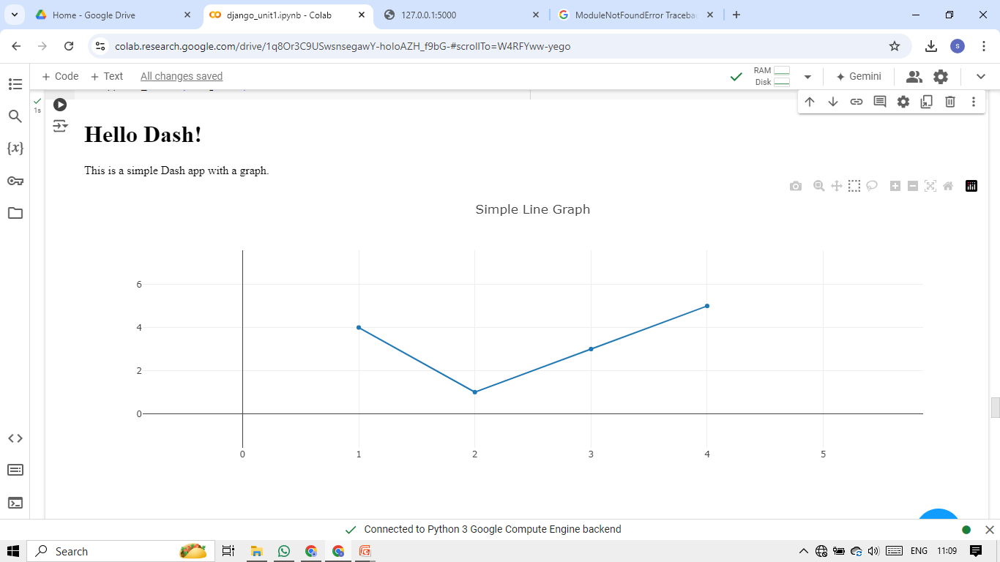 Home - Google Drive
django_unit1.ipynb - Colab
127.0.0.1:5000
ModuleNotFoundError Traceba
colab.research.google.com/drive/1q8Or3C9USwsnsegawY-holoAZH_f9bG-#scrollTo=W4RFYww-yego
S
+ Code + Text All changes saved
RAM
Disk
Gemini
1s
{x}
Hello Dash!
This is a simple Dash app with a graph.
Simple Line Graph
6
4
2
0
0 1 2 3 4 5
Connected to Python 3 Google Compute Engine backend
Search
ENG 11:09